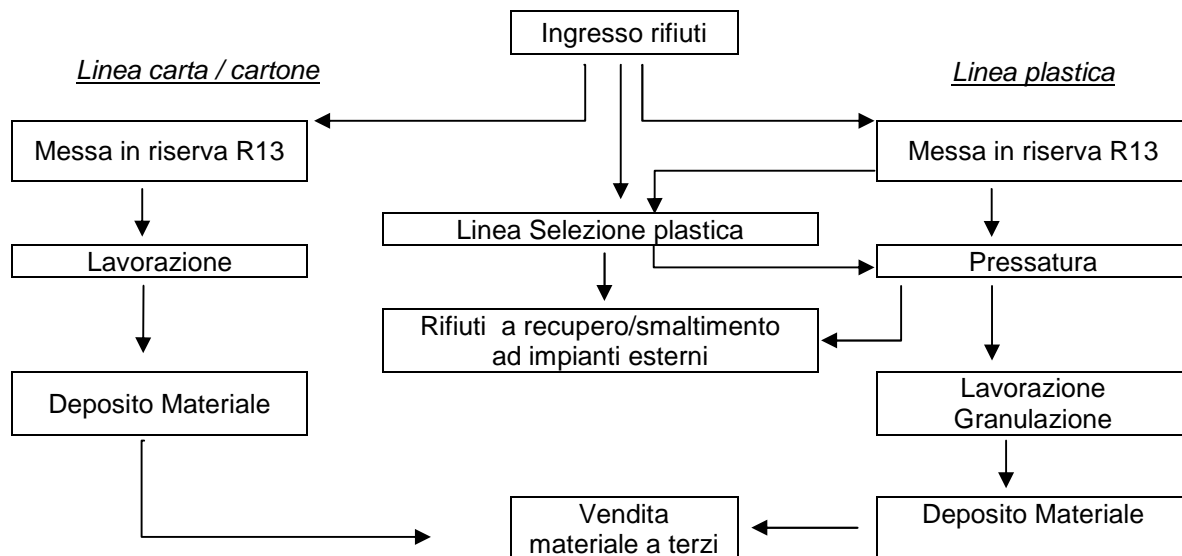 Ingresso rifiuti
Linea carta / cartone
Linea plastica
Messa in riserva R13
Messa in riserva R13
Linea Selezione plastica
Lavorazione
Pressatura
Rifiuti a recupero/smaltimento
ad impianti esterni
Deposito Materiale
Lavorazione
Granulazione
Vendita
materiale a terzi
Deposito Materiale